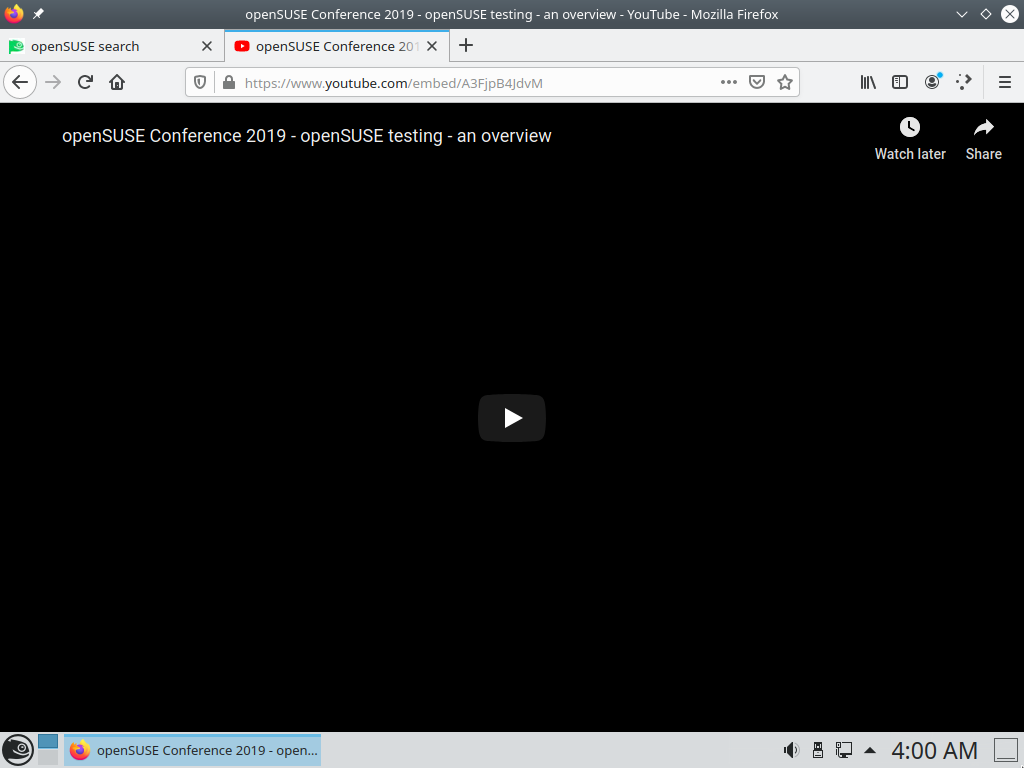 openSUSE Conference 2019 - openSUSE testing - an overview - YouTube - Mozilla Firefox
openSUSE search
openSUSE Conference 201
https://www.youtube.com/embed/A3FjpB4JdvM
openSUSE Conference 2019 - openSUSE testing - an overview
Watch later
Share
openSUSE Conference 2019 - open...
4:00 AM